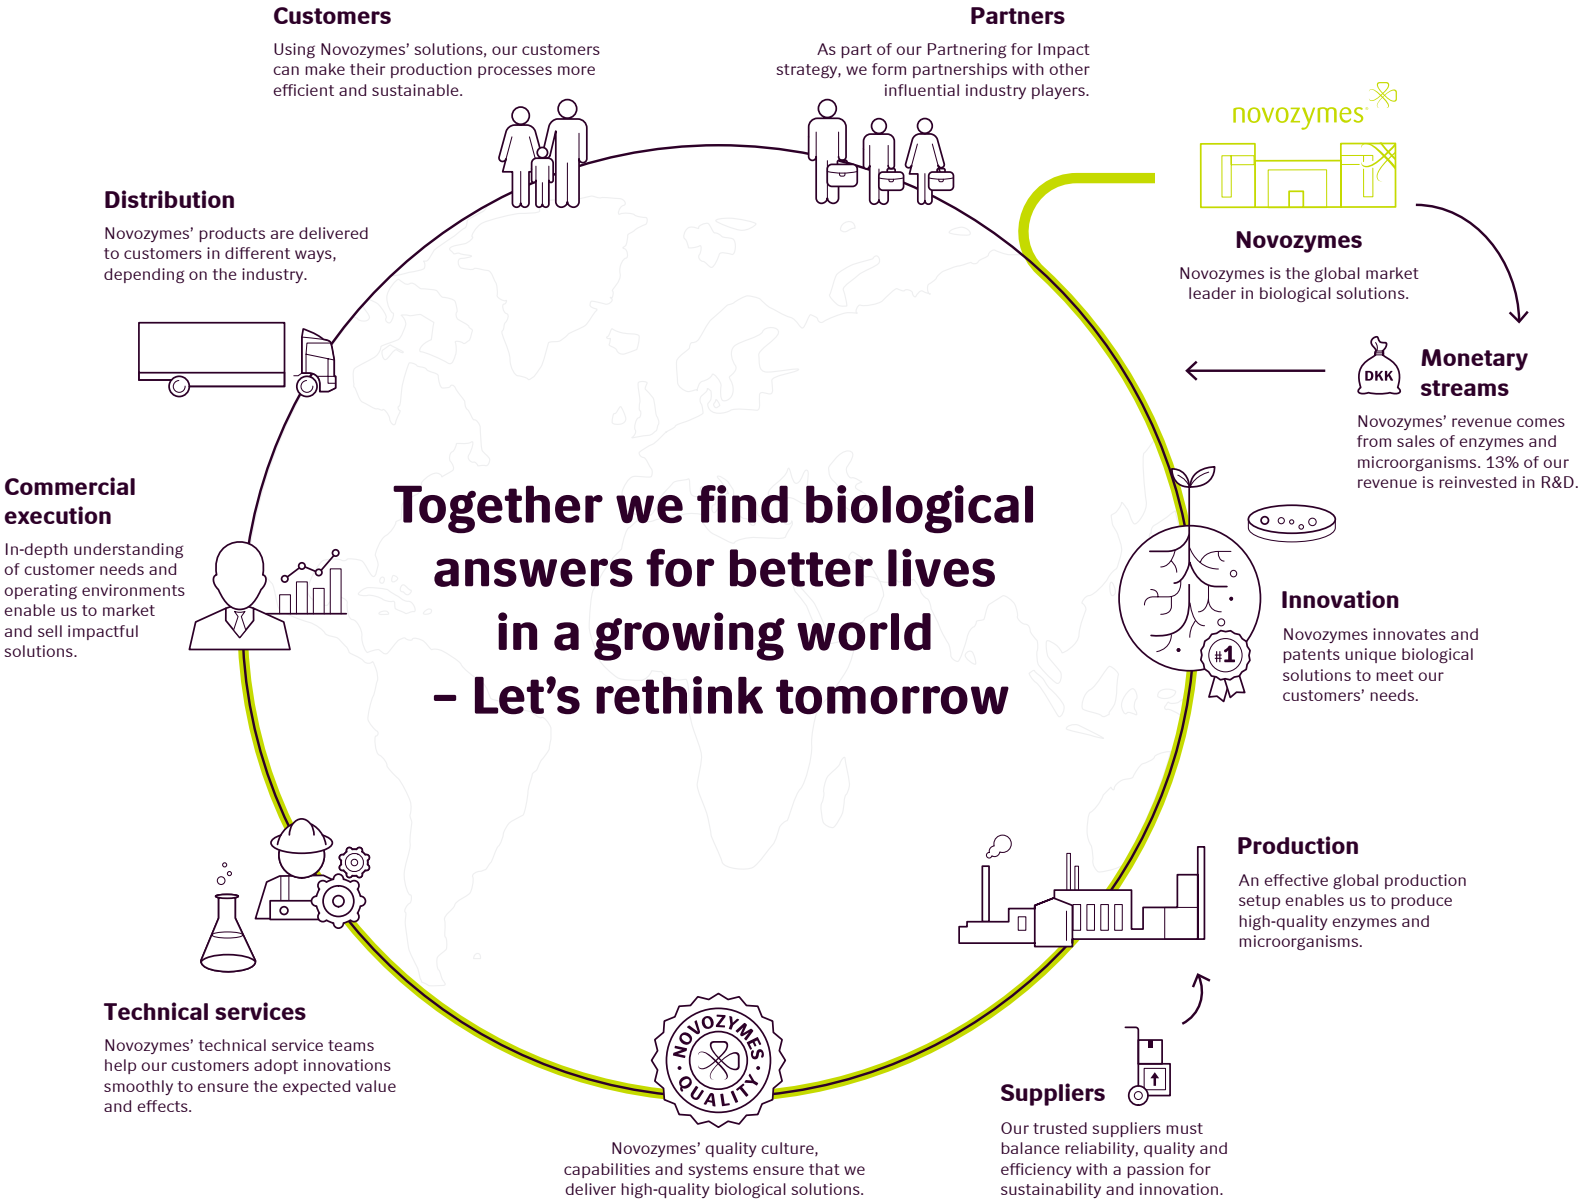 Customers
Using Novozymes’ solutions, our customers
can make their production processes more
efficient and sustainable.
Partners
As part of our Partnering for Impact
strategy, we form partnerships with other
influential industry players.
novozymes
Novozymes
Novozymes is the global market
leader in biological solutions.
Distribution
Novozymes’ products are delivered
to customers in different ways,
depending on the industry.
DKK
Monetary
streams
Novozymes’ revenue comes
from sales of enzymes and
microorganisms. 13% of our
revenue is reinvested in R&D.
Commercial
execution
In-depth understanding
of customer needs and
operating environments
enable us to market
and sell impactful
solutions.
Together we find biological
answers for better lives
in a growing world
– Let’s rethink tomorrow
#1
Innovation
Novozymes innovates and
patents unique biological
solutions to meet our
customers’ needs.
Production
An effective global production
setup enables us to produce
high-quality enzymes and
microorganisms.
Technical services
Novozymes’ technical service teams
help our customers adopt innovations
smoothly to ensure the expected value
and effects.
NOVOZYMES
QUALITY
Novozymes’ quality culture,
capabilities and systems ensure that we
deliver high-quality biological solutions.
Suppliers
Our trusted suppliers must
balance reliability, quality and
efficiency with a passion for
sustainability and innovation.